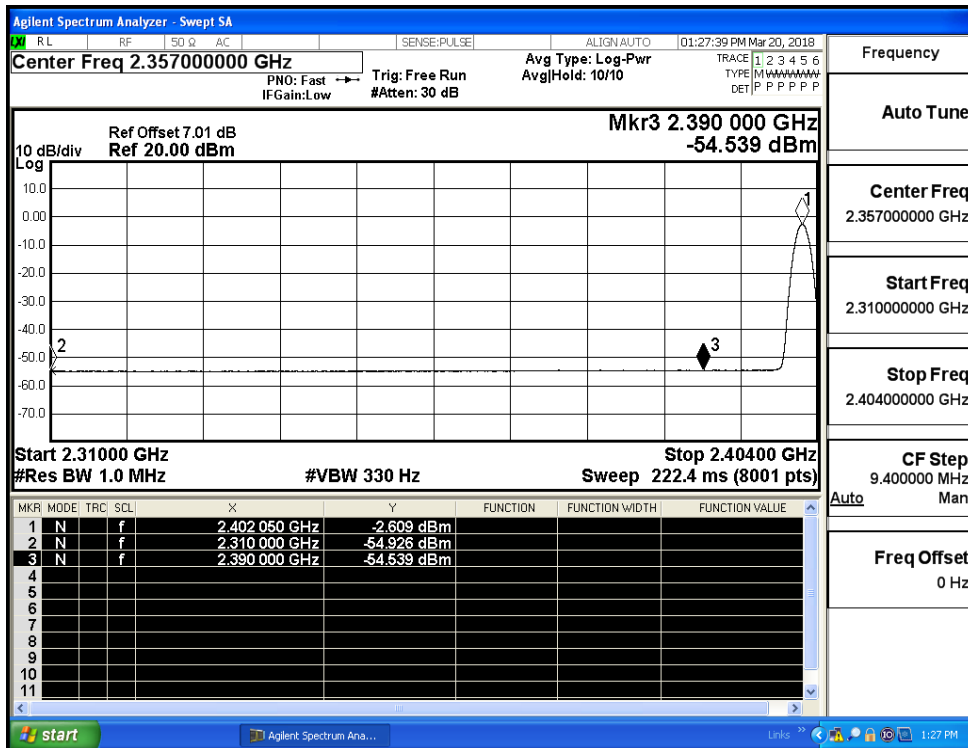 Agilent Spectrum Analyzer - Swept SA
LXI RL RF 50 Ω AC SENSE:PULSE ALIGN AUTO 01:27:39 PM Mar 20, 2018
Center Freq 2.357000000 GHz
PNO: Fast
IFGain:Low
Trig: Free Run
#Atten: 30 dB
Avg Type: Log-Pwr
Avg|Hold: 10/10
TRACE 1 2 3 4 5 6
TYPE M WWWWW
DET P P P P P P
Ref Offset 7.01 dB
Ref 20.00 dBm
10 dB/div
Log
Mkr3 2.390 000 GHz
-54.539 dBm
10.0
0.00
-10.0
-20.0
-30.0
-40.0
-50.0
-60.0
-70.0
1
2
3
Start 2.31000 GHz
Stop 2.40400 GHz
#Res BW 1.0 MHz
#VBW 330 Hz
Sweep 222.4 ms (8001 pts)
MKR MODE TRC SCL X Y FUNCTION FUNCTION WIDTH FUNCTION VALUE
1 N f 2.402 050 GHz -2.609 dBm
2 N f 2.310 000 GHz -54.926 dBm
3 N f 2.390 000 GHz -54.539 dBm
4
5
6
7
8
9
10
11
Frequency
Auto Tune
Center Freq
2.357000000 GHz
Start Freq
2.310000000 GHz
Stop Freq
2.404000000 GHz
CF Step
9.400000 MHz
Auto Man
Freq Offset
0 Hz
start
Agilent Spectrum Ana...
Links »
1:27 PM